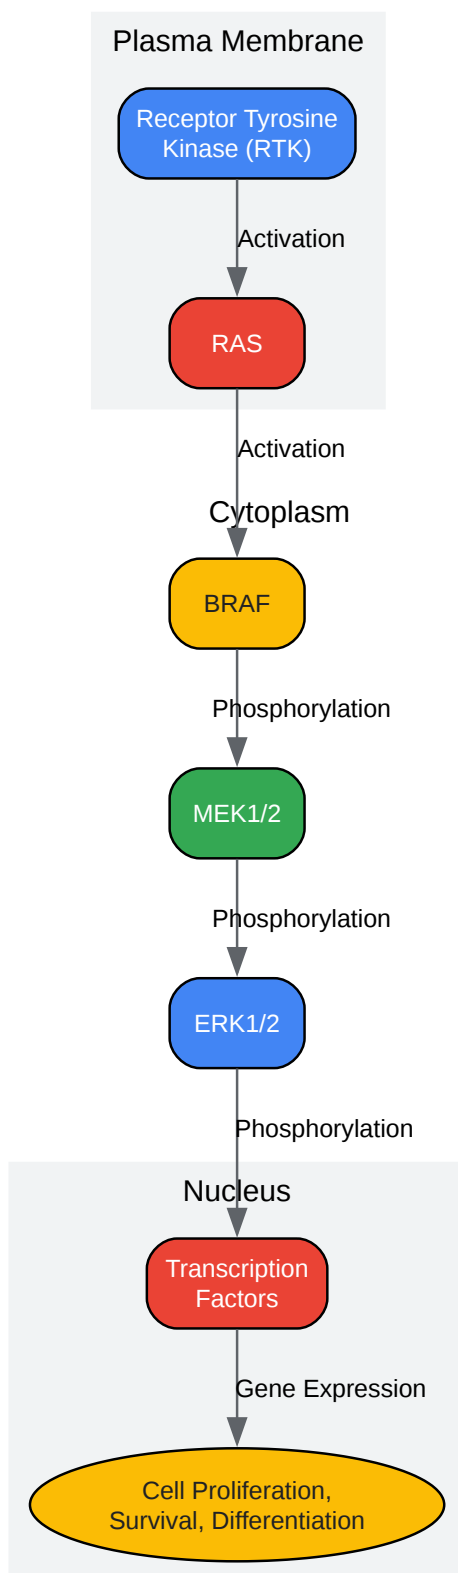 Plasma Membrane
Receptor Tyrosine
Kinase (RTK)
Activation
RAS
Activation
Cytoplasm
BRAF
Phosphorylation
MEK1/2
Phosphorylation
ERK1/2
Phosphorylation
Nucleus
Transcription
Factors
Gene Expression
Cell Proliferation,
Survival, Differentiation